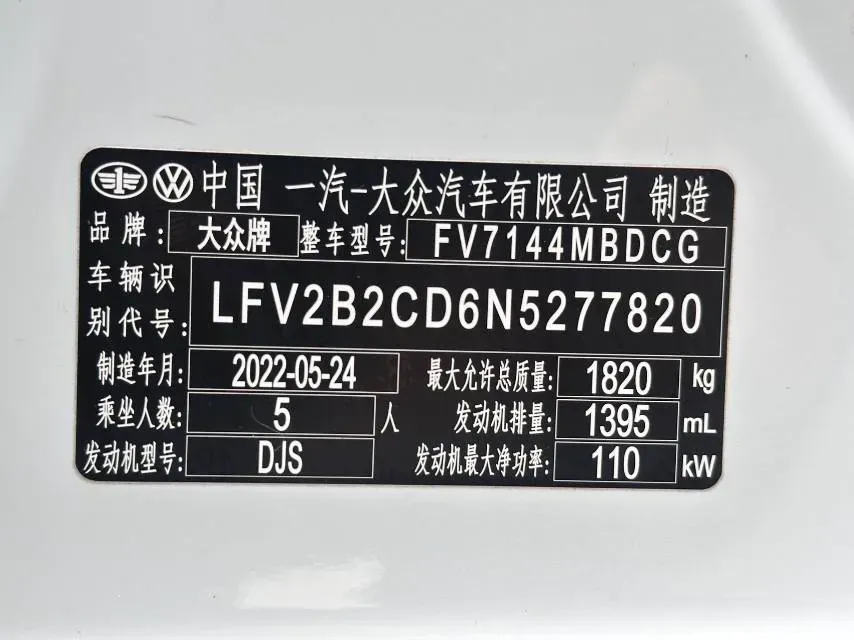 中国 一汽-大众汽车有限公司 制造
品牌: 大众牌 整车型号: FV7144MBDCG
车辆识
别代号: LFV2B2CD6N5277820
制造年月: 2022-05-24 最大允许总质量: 1820 kg
乘坐人数: 5 人 发动机排量: 1395 mL
发动机型号: DJS 发动机最大净功率: 110 kW